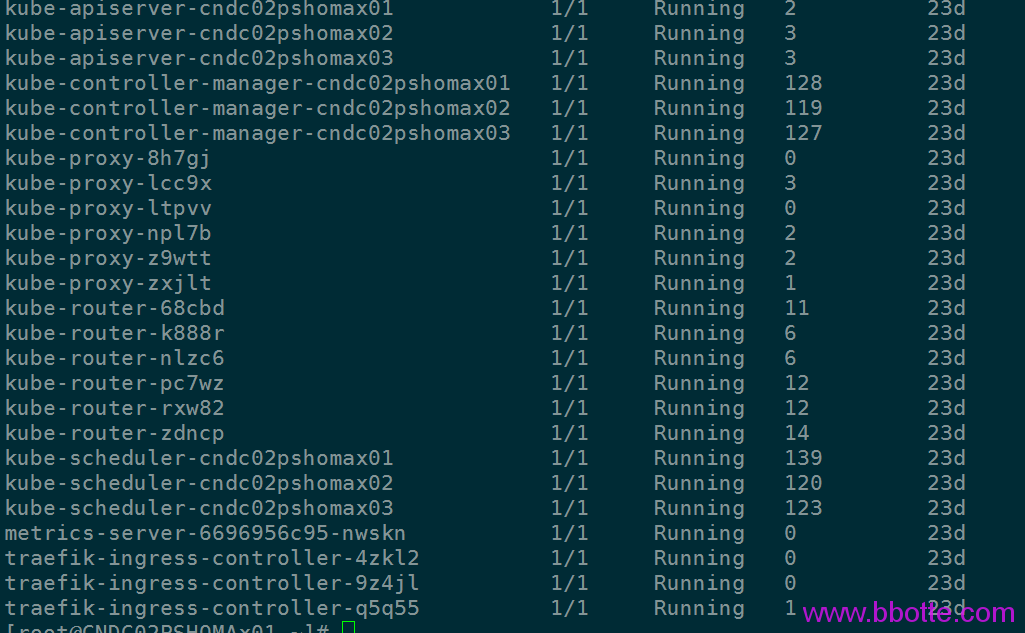 kube-apiserver-cndc02pshomax01 1/1 Running 2 23d
kube-apiserver-cndc02pshomax02 1/1 Running 3 23d
kube-apiserver-cndc02pshomax03 1/1 Running 3 23d
kube-controller-manager-cndc02pshomax01 1/1 Running 128 23d
kube-controller-manager-cndc02pshomax02 1/1 Running 119 23d
kube-controller-manager-cndc02pshomax03 1/1 Running 127 23d
kube-proxy-8h7gj 1/1 Running 0 23d
kube-proxy-lcc9x 1/1 Running 3 23d
kube-proxy-ltpvv 1/1 Running 0 23d
kube-proxy-npl7b 1/1 Running 2 23d
kube-proxy-z9wtt 1/1 Running 2 23d
kube-proxy-zxjlt 1/1 Running 1 23d
kube-router-68cbd 1/1 Running 11 23d
kube-router-k888r 1/1 Running 6 23d
kube-router-nlzc6 1/1 Running 6 23d
kube-router-pc7wz 1/1 Running 12 23d
kube-router-rxw82 1/1 Running 12 23d
kube-router-zdncp 1/1 Running 14 23d
kube-scheduler-cndc02pshomax01 1/1 Running 139 23d
kube-scheduler-cndc02pshomax02 1/1 Running 120 23d
kube-scheduler-cndc02pshomax03 1/1 Running 123 23d
metrics-server-6696956c95-nwskn 1/1 Running 0 23d
traefik-ingress-controller-4zkl2 1/1 Running 0 23d
traefik-ingress-controller-9z4jl 1/1 Running 0 23d
traefik-ingress-controller-q5q55 1/1 Running 1 23d
www.bbotte.com
[root@CNDC02PSHOMAx01 ~]#